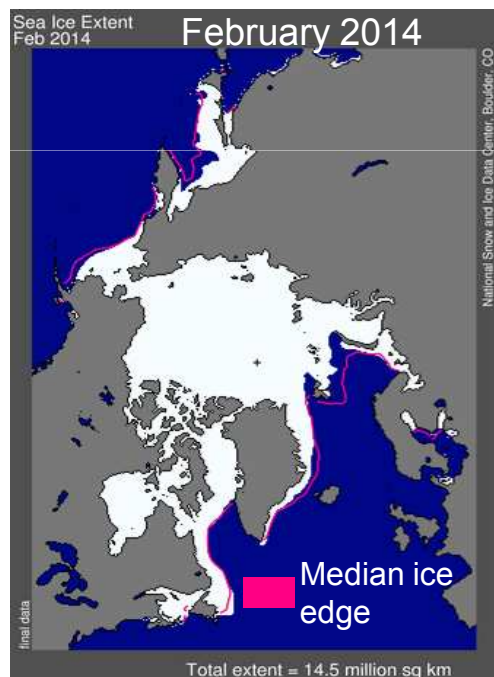 Sea Ice Extent
Feb 2014
February 2014
National Snow and Ice Data Center, Boulder, CO
Median ice
edge
final data
Total extent = 14.5 million sq km